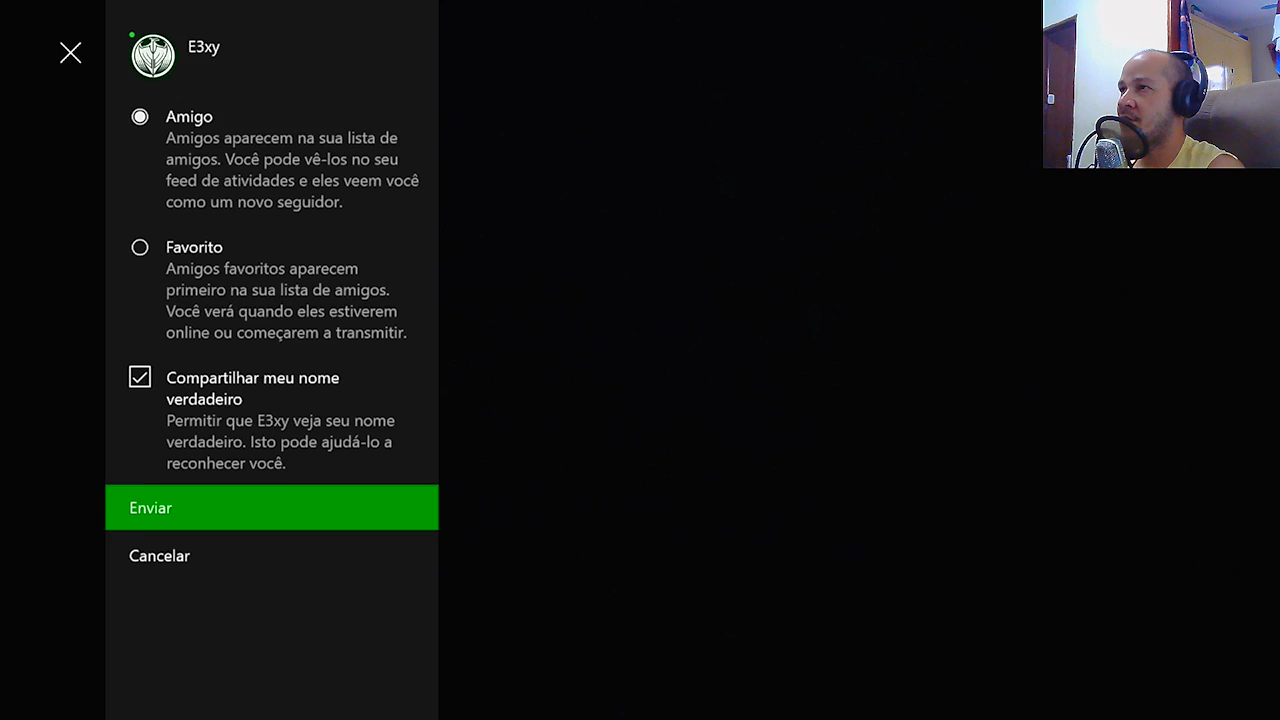 E3xy
Amigo
Amigos aparecem na sua lista de
amigos. Você pode vê-los no seu
feed de atividades e eles veem você
como um novo seguidor.
Favorito
Amigos favoritos aparecem
primeiro na sua lista de amigos.
Você verá quando eles estiverem
online ou começarem a transmitir.
Compartilhar meu nome
verdadeiro
Permitir que E3xy veja seu nome
verdadeiro. Isto pode ajudá-lo a
reconhecer você.
Enviar
Cancelar